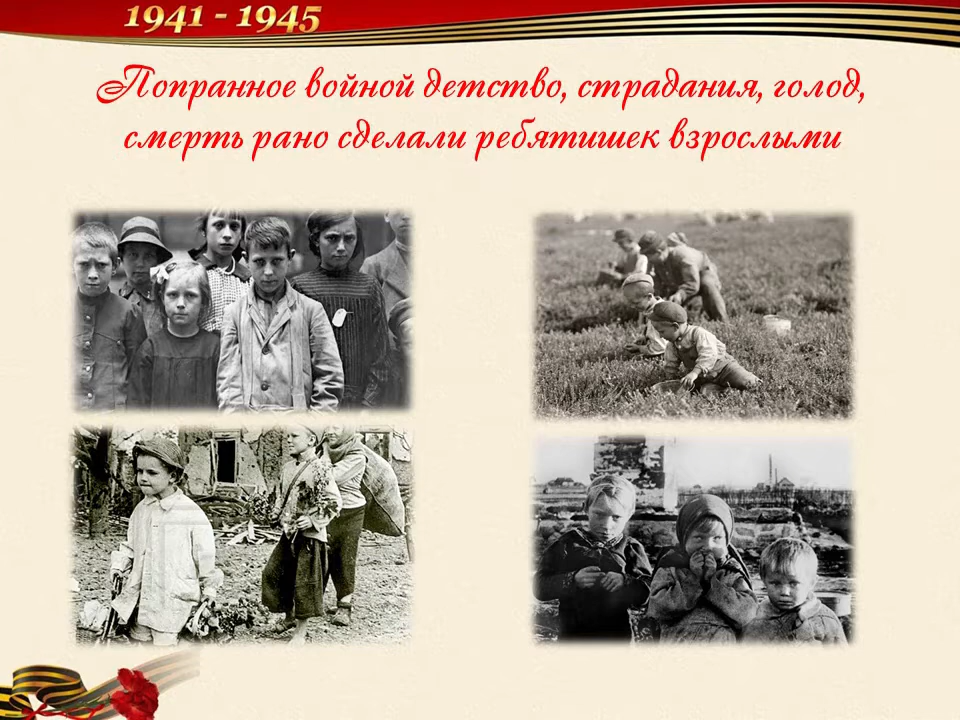 1941 - 1945
Попранное войной детство, страдания, голод,
смерть рано сделали ребятишек взрослыми